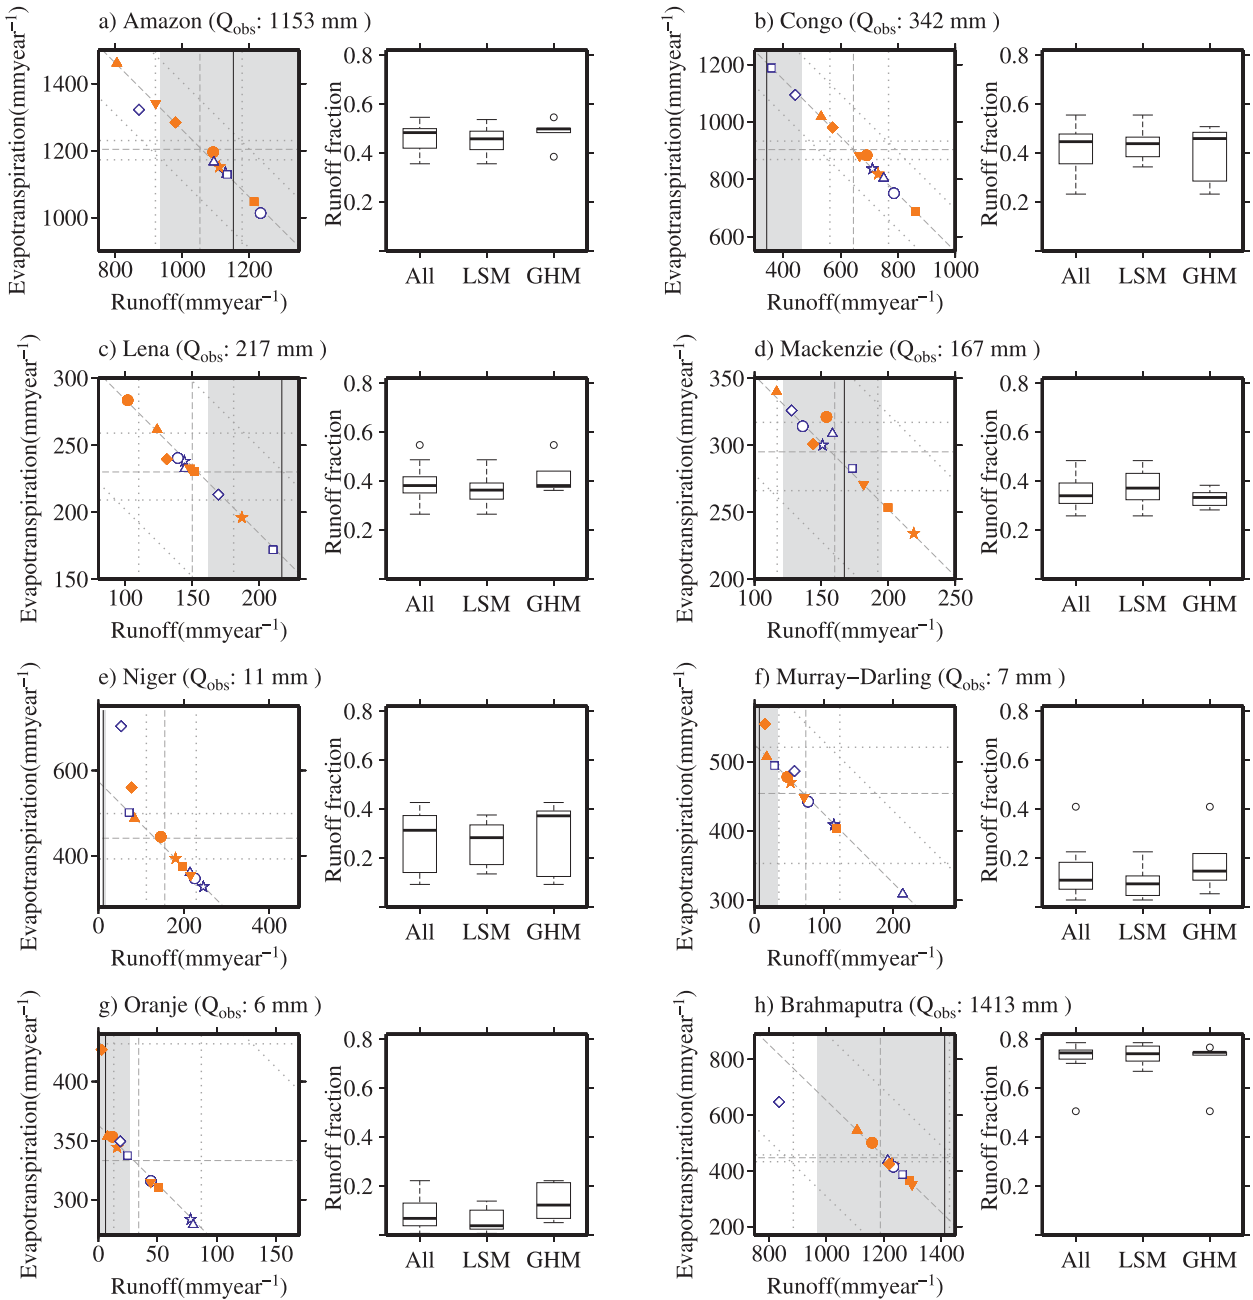 a) Amazon (Qobs: 1153 mm )
Evapotranspiration(mmyear−1)
1400
1200
1000
800 1000 1200
Runoff(mmyear−1)
Runoff fraction
0.8
0.6
0.4
0.2
All LSM GHM
b) Congo (Qobs: 342 mm )
Evapotranspiration(mmyear−1)
1200
1000
800
600
400 600 800 1000
Runoff(mmyear−1)
Runoff fraction
0.8
0.6
0.4
0.2
All LSM GHM
c) Lena (Qobs: 217 mm )
Evapotranspiration(mmyear−1)
300
250
200
150
100 150 200
Runoff(mmyear−1)
Runoff fraction
0.8
0.6
0.4
0.2
All LSM GHM
d) Mackenzie (Qobs: 167 mm )
Evapotranspiration(mmyear−1)
350
300
250
200
100 150 200 250
Runoff(mmyear−1)
Runoff fraction
0.8
0.6
0.4
0.2
All LSM GHM
e) Niger (Qobs: 11 mm )
Evapotranspiration(mmyear−1)
600
400
0 200 400
Runoff(mmyear−1)
Runoff fraction
0.8
0.6
0.4
0.2
All LSM GHM
f) Murray−Darling (Qobs: 7 mm )
Evapotranspiration(mmyear−1)
500
400
300
0 100 200
Runoff(mmyear−1)
Runoff fraction
0.8
0.6
0.4
0.2
All LSM GHM
g) Oranje (Qobs: 6 mm )
Evapotranspiration(mmyear−1)
400
350
300
0 50 100 150
Runoff(mmyear−1)
Runoff fraction
0.8
0.6
0.4
0.2
All LSM GHM
h) Brahmaputra (Qobs: 1413 mm )
Evapotranspiration(mmyear−1)
800
600
400
200
800 1000 1200 1400
Runoff(mmyear−1)
Runoff fraction
0.8
0.6
0.4
0.2
All LSM GHM